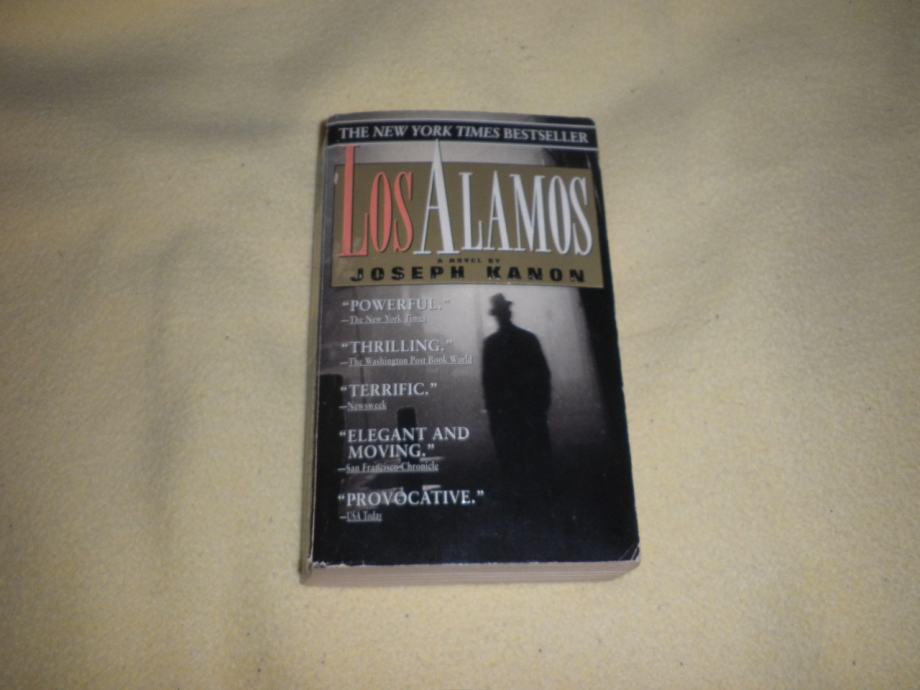 THE NEW YORK TIMES BESTSELLER
LOS ALAMOS
A NOVEL BY
JOSEPH KANON
“POWERFUL.”
—The New York Times
“THRILLING.”
—The Washington Post Book World
“TERRIFIC.”
—Newsweek
“ELEGANT AND
MOVING.”
—San Francisco Chronicle
“PROVOCATIVE.”
—USA Today